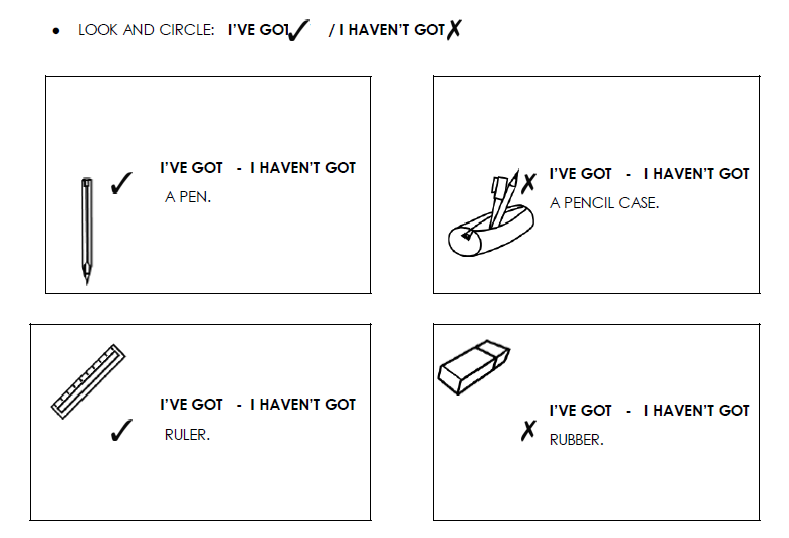 • LOOK AND CIRCLE: I'VE GOT ✓ / I HAVEN'T GOT ✗
✓ I'VE GOT - I HAVEN'T GOT
A PEN.
✗ I'VE GOT - I HAVEN'T GOT
A PENCIL CASE.
I'VE GOT - I HAVEN'T GOT
✓ RULER.
I'VE GOT - I HAVEN'T GOT
✗ RUBBER.